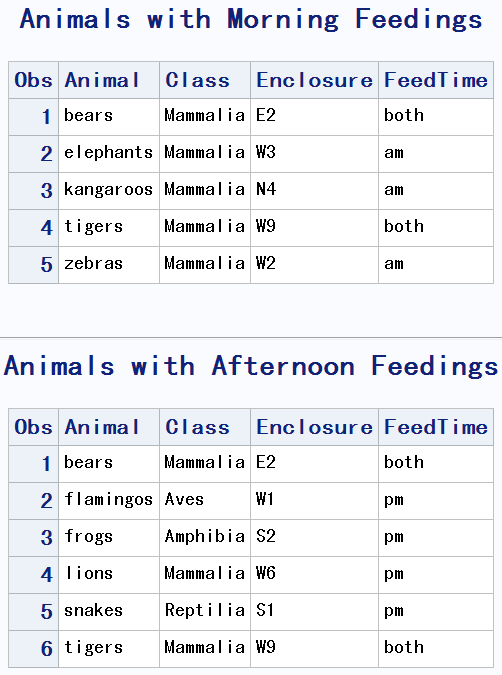 Animals with Morning Feedings
Obs Animal Class Enclosure FeedTime
1 bears Mammalia E2 both
2 elephants Mammalia W3 am
3 kangaroos Mammalia N4 am
4 tigers Mammalia W9 both
5 zebras Mammalia W2 am
Animals with Afternoon Feedings
Obs Animal Class Enclosure FeedTime
1 bears Mammalia E2 both
2 flamingos Aves W1 pm
3 frogs Amphibia S2 pm
4 lions Mammalia W6 pm
5 snakes Reptilia S1 pm
6 tigers Mammalia W9 both